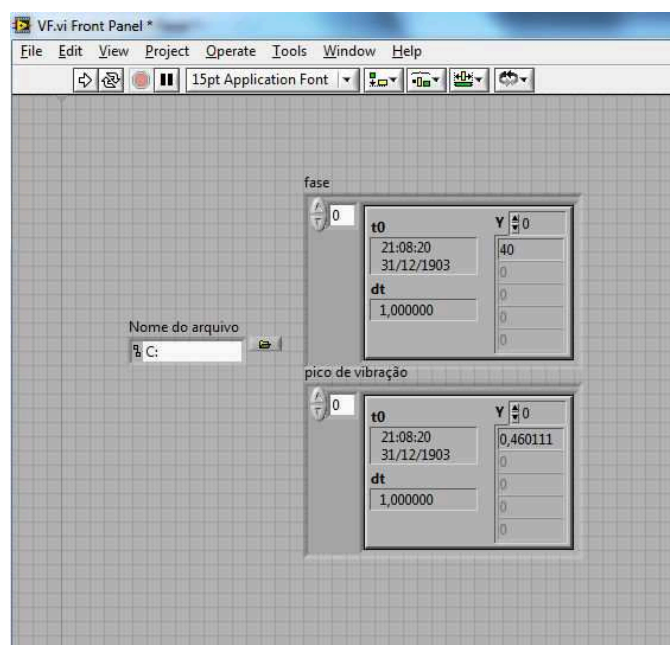 VF.vi Front Panel *
File Edit View Project Operate Tools Window Help
15pt Application Font
fase
0
t0
Y 0
21:08:20
31/12/1903
40
0
dt
0
1,000000
0
0
Nome do arquivo
C:
pico de vibração
0
t0
Y 0
21:08:20
31/12/1903
0,460111
0
dt
0
1,000000
0
0